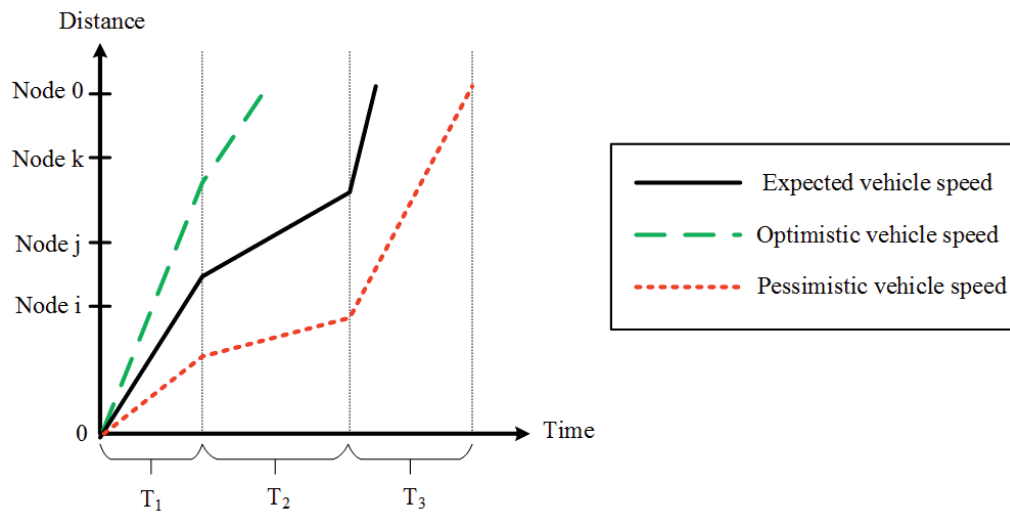 Distance
Node 0
Node k
Node j
Node i
0
Time
T₁
T₂
T₃
Expected vehicle speed
Optimistic vehicle speed
Pessimistic vehicle speed